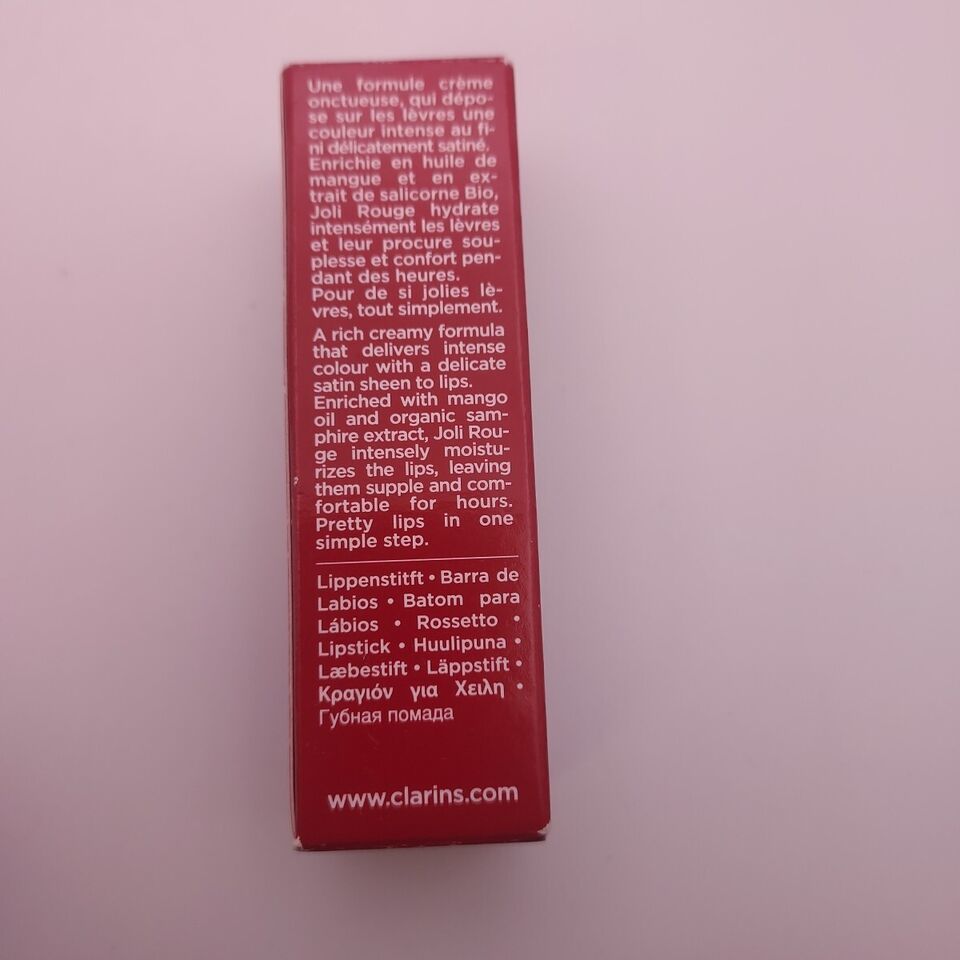 Une formule crème
onctueuse, qui dépo-
se sur les lèvres une
couleur intense au fi-
ni délicatement satiné.
Enrichie en huile de
mangue et en ex-
trait de salicorne Bio,
Joli Rouge hydrate
intensément les lèvres
et leur procure sou-
plesse et confort pen-
dant des heures.
Pour de si jolies lè-
vres, tout simplement.
A rich creamy formula
that delivers intense
colour with a delicate
satin sheen to lips.
Enriched with mango
oil and organic sam-
phire extract, Joli Rou-
ge intensely moistu-
rizes the lips, leaving
them supple and com-
fortable for hours.
Pretty lips in one
simple step.
Lippenstitft • Barra de
Labios • Batom para
Lábios • Rossetto •
Lipstick • Huulipuna •
Læbestift • Läppstift •
Κραγιόν για Χειλη •
Губная помада
www.clarins.com